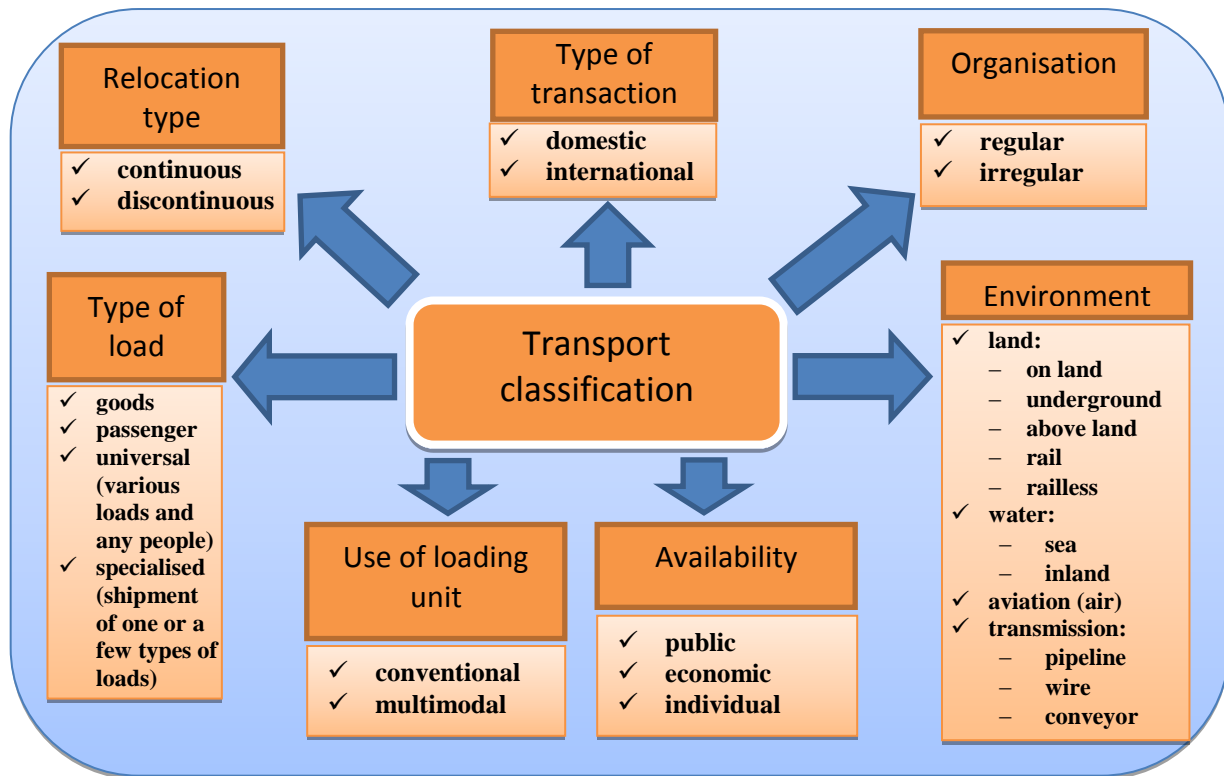 Relocation
type
✓ continuous
✓ discontinuous
Type of
transaction
✓ domestic
✓ international
Organisation
✓ regular
✓ irregular
Type of
load
✓ goods
✓ passenger
✓ universal
(various
loads and
any people)
✓ specialised
(shipment
of one or a
few types of
loads)
Transport
classification
Environment
✓ land:
– on land
– underground
– above land
– rail
– railless
✓ water:
– sea
– inland
✓ aviation (air)
✓ transmission:
– pipeline
– wire
– conveyor
Use of loading
unit
✓ conventional
✓ multimodal
Availability
✓ public
✓ economic
✓ individual